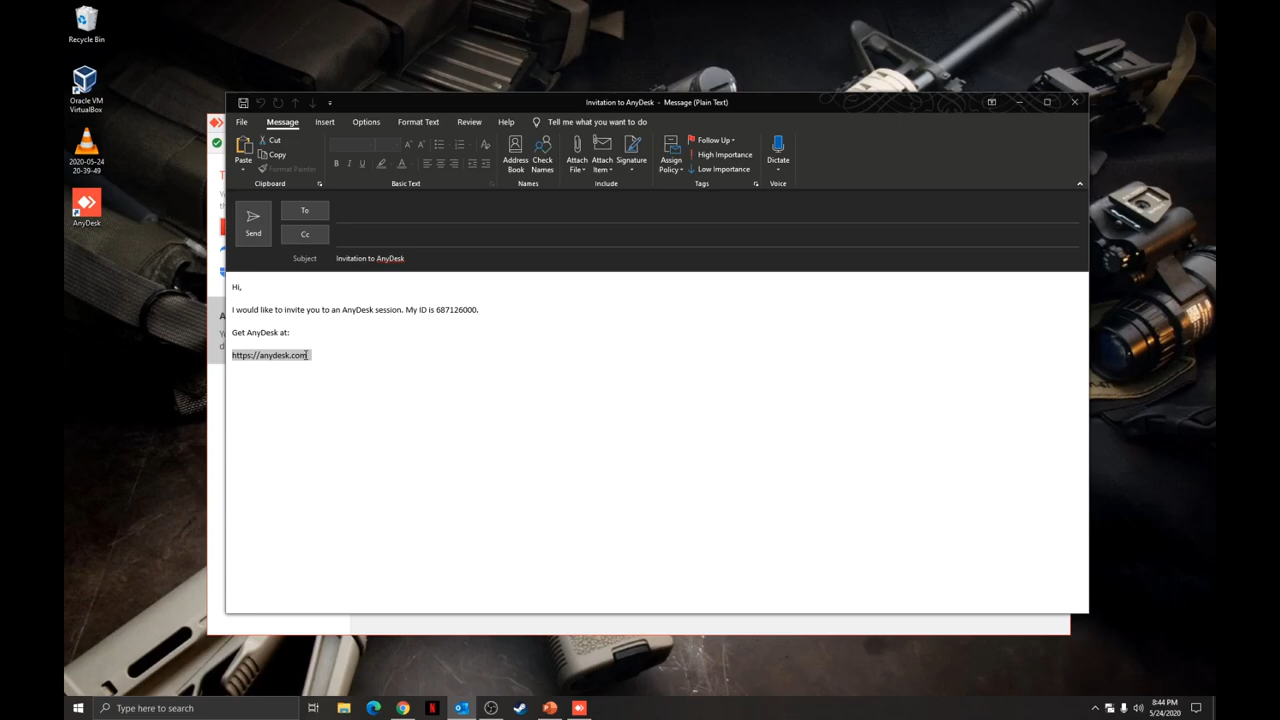 Recycle Bin
Oracle VM
VirtualBox
2020-05-24
20-39-49
AnyDesk
Invitation to AnyDesk - Message (Plain Text)
File Message Insert Options Format Text Review Help Tell me what you want to do
Paste
Cut
Copy
Format Painter
Clipboard
B I U
A
Basic Text
Address
Book
Check
Names
Names
Attach
File
Attach
Item
Signature
Include
Assign
Policy
Follow Up
High Importance
Low Importance
Tags
Dictate
Voice
Send
To
Cc
Subject Invitation to AnyDesk
Hi,
I would like to invite you to an AnyDesk session. My ID is 687126000.
Get AnyDesk at:
https://anydesk.com
Type here to search
8:44 PM
5/24/2020